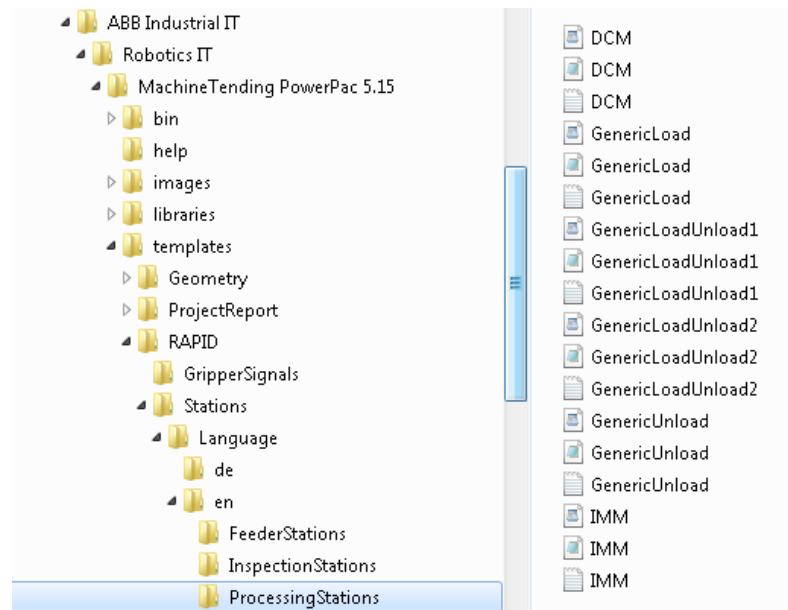 ABB Industrial IT
Robotics IT
MachineTending PowerPac 5.15
bin
help
images
libraries
templates
Geometry
ProjectReport
RAPID
GripperSignals
Stations
Language
de
en
FeederStations
InspectionStations
ProcessingStations
DCM
DCM
DCM
GenericLoad
GenericLoad
GenericLoad
GenericLoadUnload1
GenericLoadUnload1
GenericLoadUnload1
GenericLoadUnload2
GenericLoadUnload2
GenericLoadUnload2
GenericUnload
GenericUnload
GenericUnload
IMM
IMM
IMM